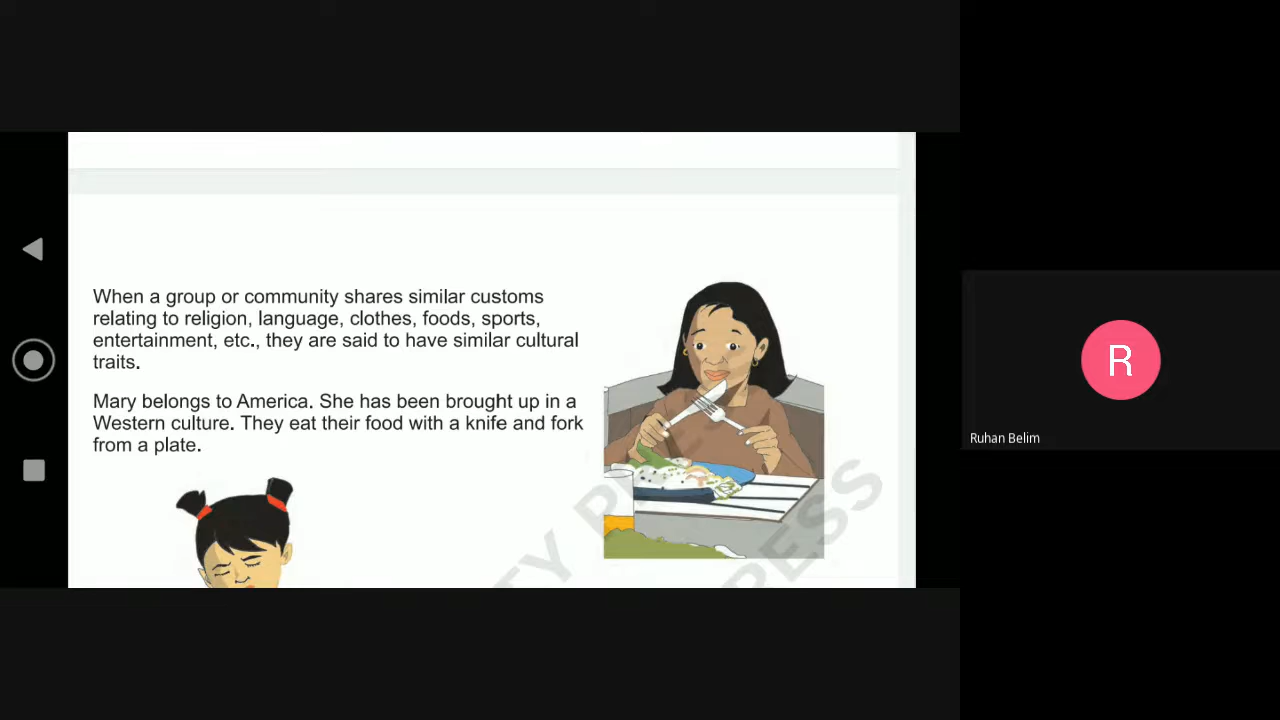 When a group or community shares similar customs
relating to religion, language, clothes, foods, sports,
entertainment, etc., they are said to have similar cultural
traits.
Mary belongs to America. She has been brought up in a
Western culture. They eat their food with a knife and fork
from a plate.
PRESS
R
Ruhan Belim